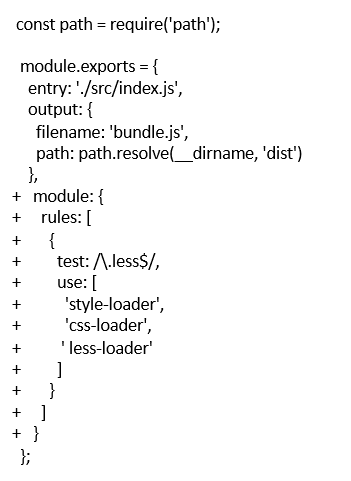 const path = require('path');
module.exports = {
entry: './src/index.js',
output: {
filename: 'bundle.js',
path: path.resolve(__dirname, 'dist')
},
+ module: {
+ rules: [
+ {
+ test: /\.less$/,
+ use: [
+ 'style-loader',
+ 'css-loader',
+ ' less-loader'
+ ]
+ }
+ ]
+ }
};